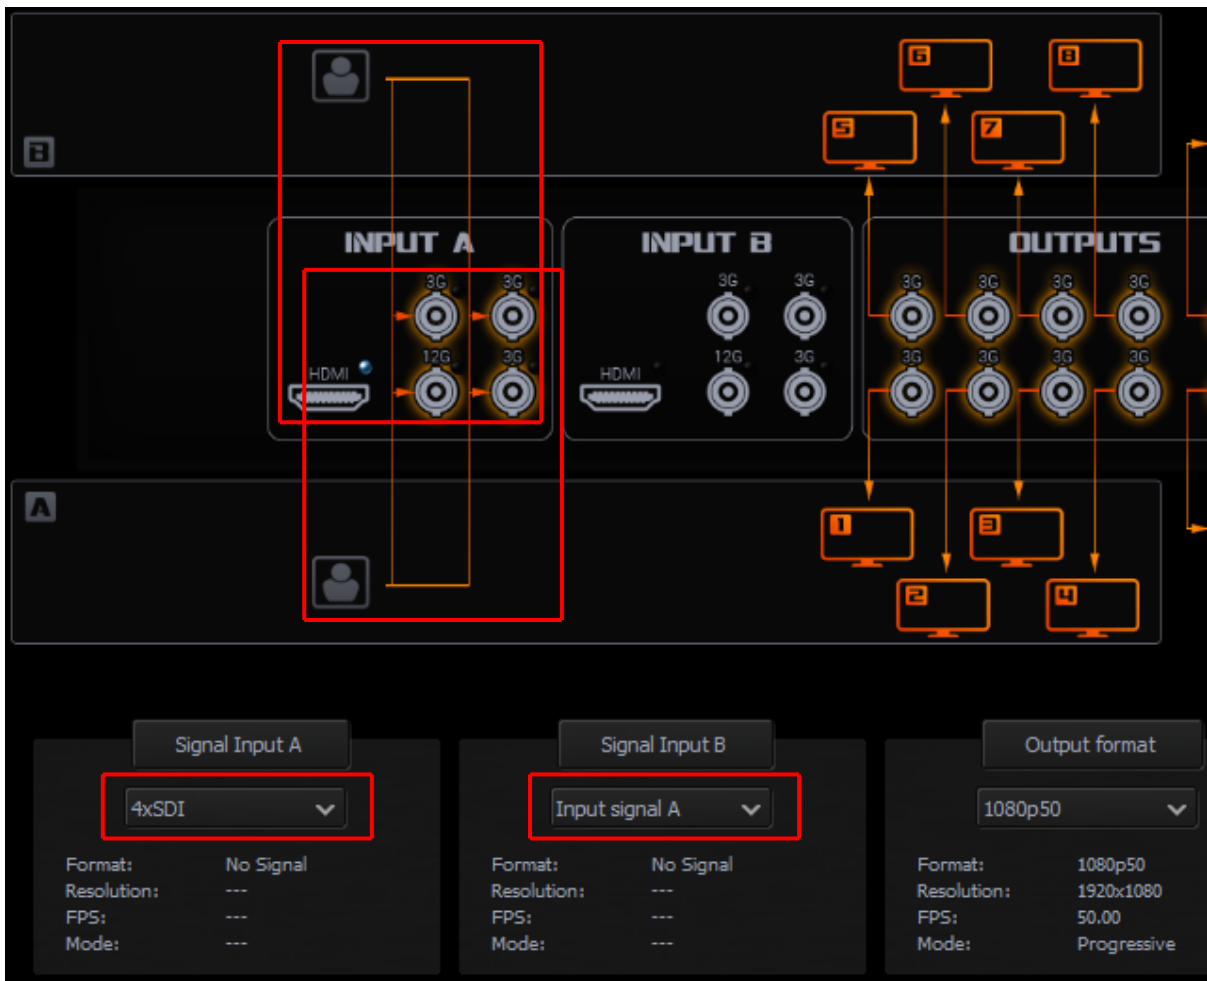 6 8
5 7
B
INPUT A INPUT B OUTPUTS
3G 3G 3G 3G 3G 3G 3G 3G
HDMI 12G 3G HDMI 12G 3G 3G 3G 3G 3G
A
1 3
2 4
Signal Input A Signal Input B Output format
4xSDI Input signal A 1080p50
Format: No Signal Format: No Signal Format: 1080p50
Resolution: --- Resolution: --- Resolution: 1920x1080
FPS: --- FPS: --- FPS: 50.00
Mode: --- Mode: --- Mode: Progressive